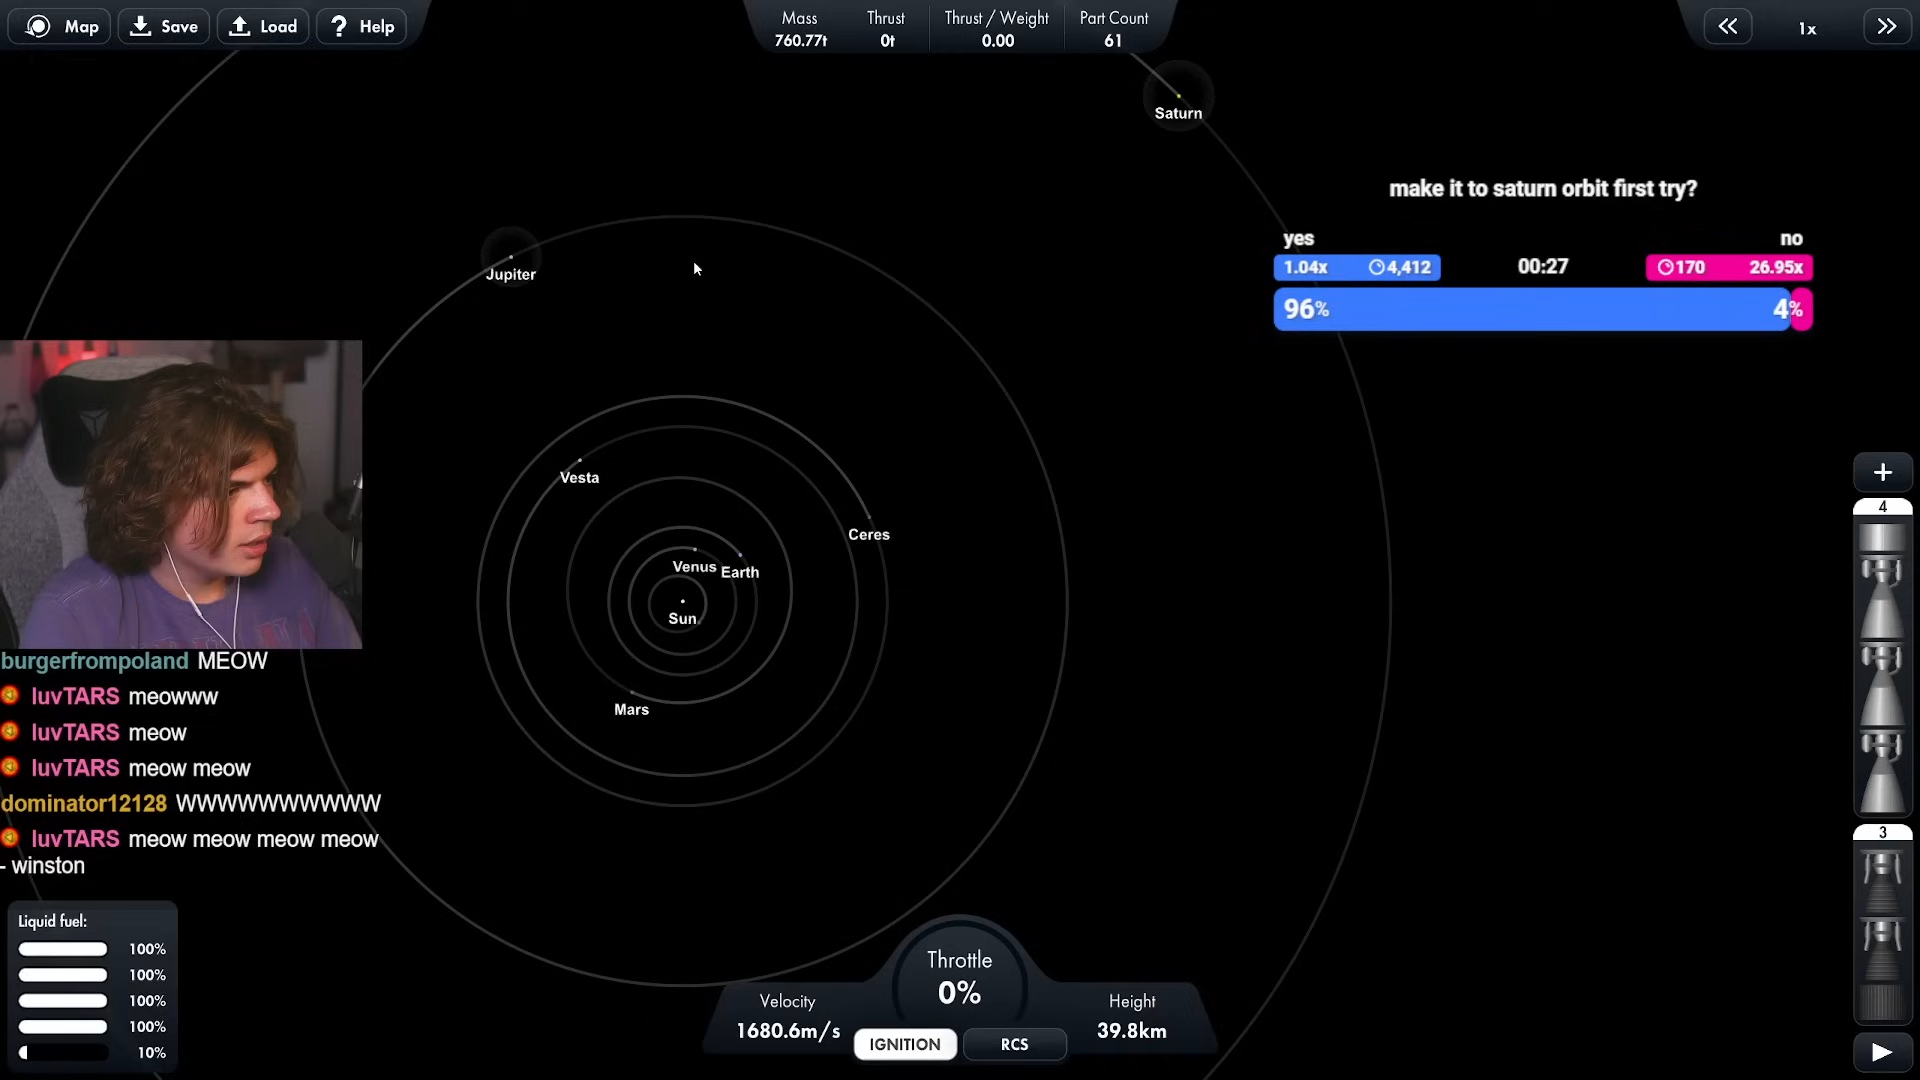 Map
Save
Load
Help
Mass
760.77t
Thrust
0t
Thrust / Weight
0.00
Part Count
61
1x
Saturn
make it to saturn orbit first try?
yes
no
1.04x
4,412
00:27
170
26.95x
96%
4%
Jupiter
Vesta
Ceres
Venus
Earth
Sun
Mars
burgerfrompoland MEOW
luvTARS meowww
luvTARS meow
luvTARS meow meow
dominator12128 WWWWWWWWWWW
luvTARS meow meow meow meow
- winston
4
3
Liquid fuel:
100%
100%
100%
100%
10%
Throttle
0%
Velocity
1680.6m/s
Height
39.8km
IGNITION
RCS